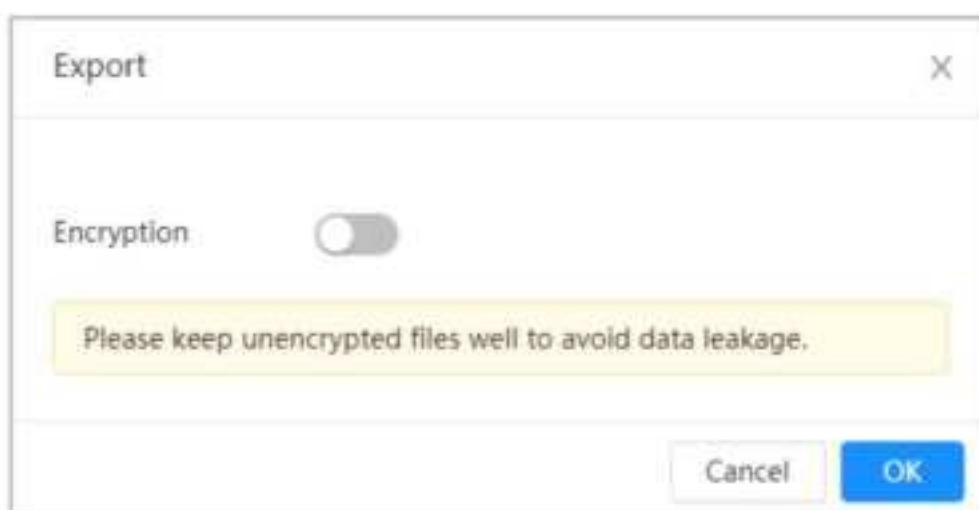 Export
Encryption
Please keep unencrypted files well to avoid data leakage.
Cancel OK